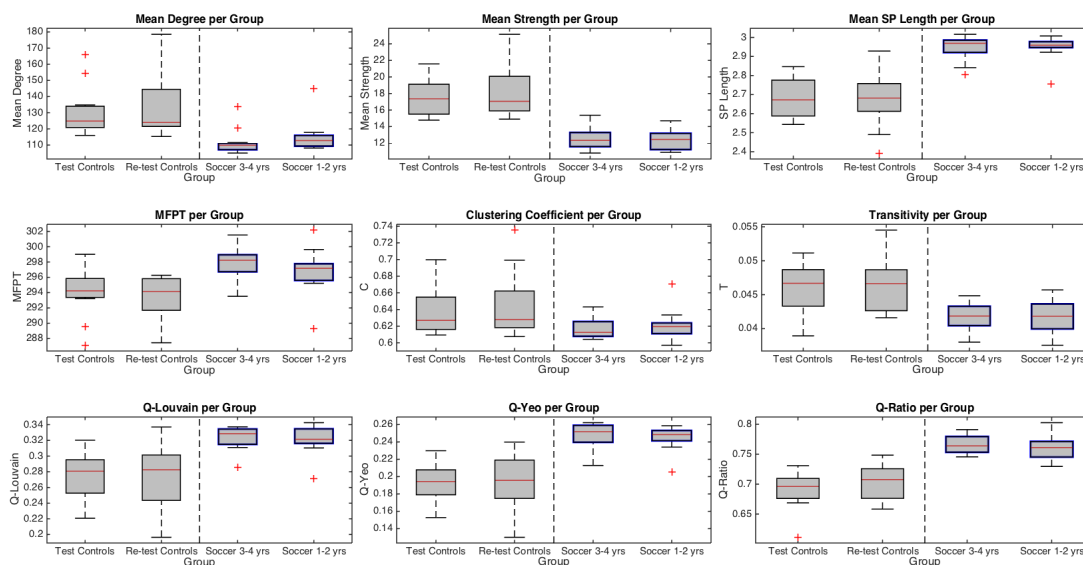 Mean Degree per Group
180
170
160
150
140
130
120
110
Mean Degree
Test Controls Re-test Controls Soccer 3-4 yrs Soccer 1-2 yrs
Group
Mean Strength per Group
24
22
20
18
16
14
12
Mean Strength
Test Controls Re-test Controls Soccer 3-4 yrs Soccer 1-2 yrs
Group
Mean SP Length per Group
3
2.9
2.8
2.7
2.6
2.5
2.4
SP Length
Test Controls Re-test Controls Soccer 3-4 yrs Soccer 1-2 yrs
Group
MFPT per Group
302
300
298
296
294
292
290
288
MFPT
Test Controls Re-test Controls Soccer 3-4 yrs Soccer 1-2 yrs
Group
Clustering Coefficient per Group
0.74
0.72
0.7
0.68
0.66
0.64
0.62
0.6
C
Test Controls Re-test Controls Soccer 3-4 yrs Soccer 1-2 yrs
Group
Transitivity per Group
0.055
0.05
0.045
0.04
T
Test Controls Re-test Controls Soccer 3-4 yrs Soccer 1-2 yrs
Group
Q-Louvain per Group
0.34
0.32
0.3
0.28
0.26
0.24
0.22
0.2
Q-Louvain
Test Controls Re-test Controls Soccer 3-4 yrs Soccer 1-2 yrs
Group
Q-Yeo per Group
0.26
0.24
0.22
0.2
0.18
0.16
0.14
Q-Yeo
Test Controls Re-test Controls Soccer 3-4 yrs Soccer 1-2 yrs
Group
Q-Ratio per Group
0.8
0.75
0.7
0.65
Q-Ratio
Test Controls Re-test Controls Soccer 3-4 yrs Soccer 1-2 yrs
Group